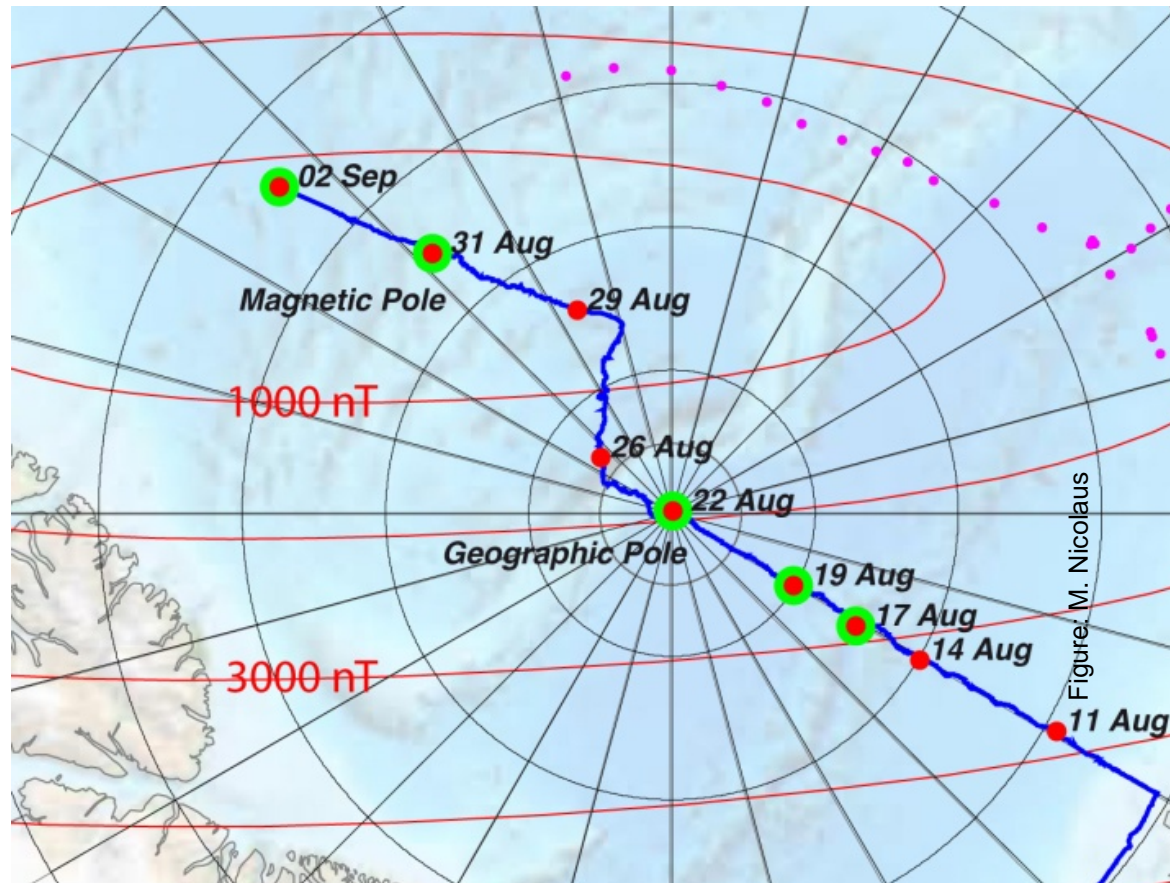 02 Sep
31 Aug
Magnetic Pole
29 Aug
1000 nT
26 Aug
22 Aug
Geographic Pole
19 Aug
17 Aug
14 Aug
3000 nT
11 Aug
Figure: M. Nicolaus